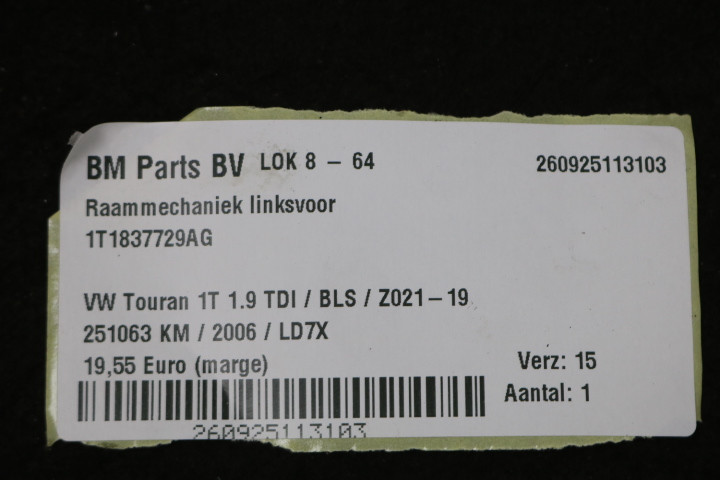 BM Parts BV LOK 8 – 64 260925113103
Raammechaniek linksvoor
1T1837729AG
VW Touran 1T 1.9 TDI / BLS / Z021–19
251063 KM / 2006 / LD7X
19,55 Euro (marge) Verz: 15
Aantal: 1
260925113103